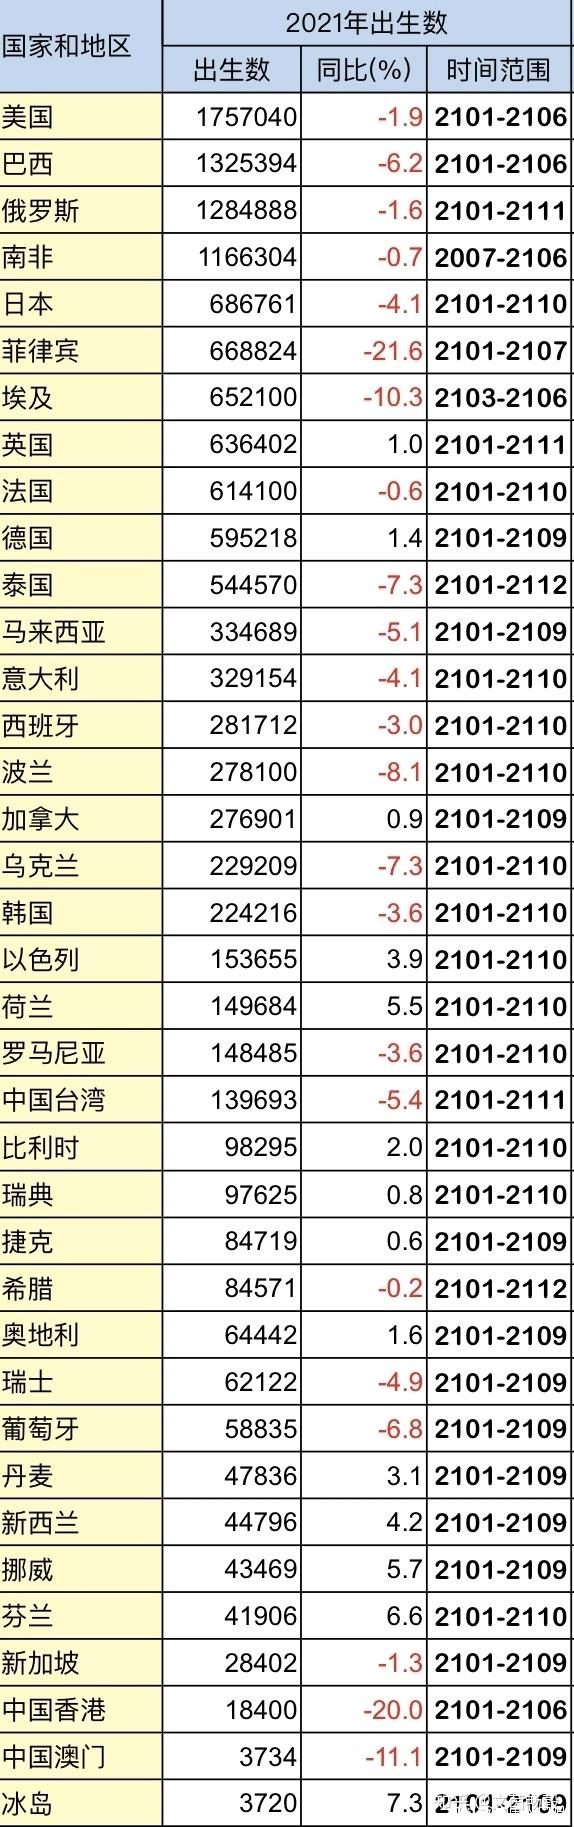 2021年出生数
国家和地区
出生数 同比(%) 时间范围
美国 1757040 -1.9 2101-2106
巴西 1325394 -6.2 2101-2106
俄罗斯 1284888 -1.6 2101-2111
南非 1166304 -0.7 2007-2106
日本 686761 -4.1 2101-2110
菲律宾 668824 -21.6 2101-2107
埃及 652100 -10.3 2103-2106
英国 636402 1.0 2101-2111
法国 614100 -0.6 2101-2110
德国 595218 1.4 2101-2109
泰国 544570 -7.3 2101-2112
马来西亚 334689 -5.1 2101-2109
意大利 329154 -4.1 2101-2110
西班牙 281712 -3.0 2101-2110
波兰 278100 -8.1 2101-2110
加拿大 276901 0.9 2101-2109
乌克兰 229209 -7.3 2101-2110
韩国 224216 -3.6 2101-2110
以色列 153655 3.9 2101-2110
荷兰 149684 5.5 2101-2110
罗马尼亚 148485 -3.6 2101-2110
中国台湾 139693 -5.4 2101-2111
比利时 98295 2.0 2101-2110
瑞典 97625 0.8 2101-2110
捷克 84719 0.6 2101-2109
希腊 84571 -0.2 2101-2112
奥地利 64442 1.6 2101-2109
瑞士 62122 -4.9 2101-2109
葡萄牙 58835 -6.8 2101-2109
丹麦 47836 3.1 2101-2109
新西兰 44796 4.2 2101-2109
挪威 43469 5.7 2101-2109
芬兰 41906 6.6 2101-2110
新加坡 28402 -1.3 2101-2109
中国香港 18400 -20.0 2101-2106
中国澳门 3734 -11.1 2101-2109
冰岛 3720 7.3 2101-2109